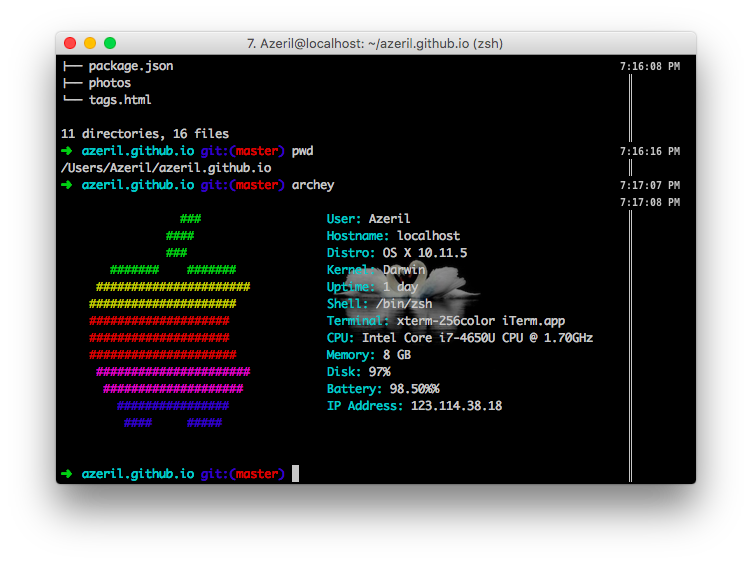 7. Azeril@localhost: ~/azeril.github.io (zsh)
├── package.json 7:16:08 PM
├── photos
└── tags.html
11 directories, 16 files
➜ azeril.github.io git:(master) pwd 7:16:16 PM
/Users/Azeril/azeril.github.io
➜ azeril.github.io git:(master) archey 7:17:07 PM
7:17:08 PM
### User: Azeril
#### Hostname: localhost
### Distro: OS X 10.11.5
####### ####### Kernel: Darwin
###################### Uptime: 1 day
##################### Shell: /bin/zsh
#################### Terminal: xterm-256color iTerm.app
#################### CPU: Intel Core i7-4650U CPU @ 1.70GHz
##################### Memory: 8 GB
###################### Disk: 97%
#################### Battery: 98.50%%
################ IP Address: 123.114.38.18
#### #####
➜ azeril.github.io git:(master)